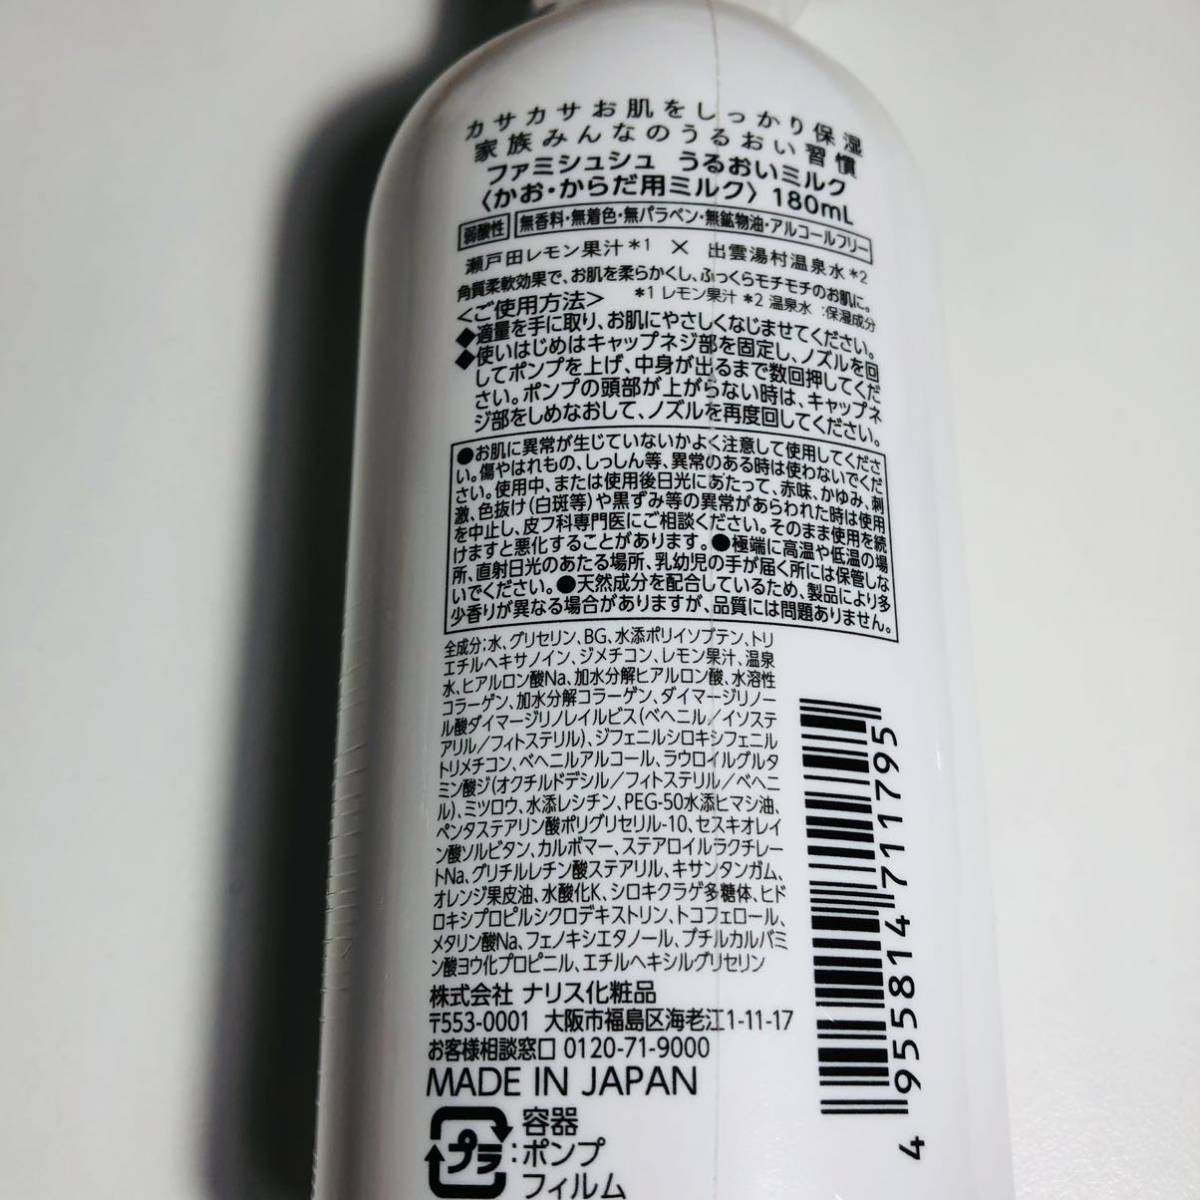 カサカサお肌をしっかり保湿
家族みんなのうるおい習慣
ファミシュシュ うるおいミルク
〈かお・からだ用ミルク〉180mL
弱酸性 無香料・無着色・無パラベン・無鉱物油・アルコールフリー
瀬戸田レモン果汁*1 × 出雲湯村温泉水*2
角質柔軟効果で、お肌を柔らかくし、ふっくらモチモチのお肌に。
*1 レモン果汁 *2 温泉水:保湿成分
<ご使用方法>
◆適量を手に取り、お肌にやさしくなじませてください。
◆使いはじめはキャップネジ部を固定し、ノズルを回
してポンプを上げ、中身が出るまで数回押してくだ
さい。ポンプの頭部が上がらない時は、キャップネ
ジ部をしめなおして、ノズルを再度回してください。
●お肌に異常が生じていないかよく注意して使用してくださ
い。傷やはれもの、しっしん等、異常のある時は使わないでくだ
さい。使用中、または使用後日光にあたって、赤味、かゆみ、刺
激、色抜け(白斑等)や黒ずみ等の異常があらわれた時は使用
を中止し、皮フ科専門医にご相談ください。そのまま使用を続
けますと悪化することがあります。●極端に高温や低温の場
所、直射日光のあたる場所、乳幼児の手が届く所には保管しな
いでください。●天然成分を配合しているため、製品により多
少香りが異なる場合がありますが、品質には問題ありません。
全成分;水、グリセリン、BG、水添ポリイソブテン、トリ
エチルヘキサノイン、ジメチコン、レモン果汁、温泉
水、ヒアルロン酸Na、加水分解ヒアルロン酸、水溶性
コラーゲン、加水分解コラーゲン、ダイマージリノー
ル酸ダイマージリノレイルビス(ベヘニル/イソステ
アリル/フィトステリル)、ジフェニルシロキシフェニル
トリメチコン、ベヘニルアルコール、ラウロイルグルタ
ミン酸ジ(オクチルドデシル/フィトステリル/ベヘニ
ル)、ミツロウ、水添レシチン、PEG-50水添ヒマシ油、
ペンタステアリン酸ポリグリセリル-10、セスキオレイ
ン酸ソルビタン、カルボマー、ステアロイルラクチレー
トNa、グリチルレチン酸ステアリル、キサンタンガム、
オレンジ果皮油、水酸化K、シロキクラゲ多糖体、ヒド
ロキシプロピルシクロデキストリン、トコフェロール、
メタリン酸Na、フェノキシエタノール、ブチルカルバミ
ン酸ヨウ化プロピニル、エチルヘキシルグリセリン
株式会社 ナリス化粧品
〒553-0001 大阪市福島区海老江1-11-17
お客様相談窓口 0120-71-9000
MADE IN JAPAN
プラ
容器
:ポンプ
フィルム
4 955814 711795